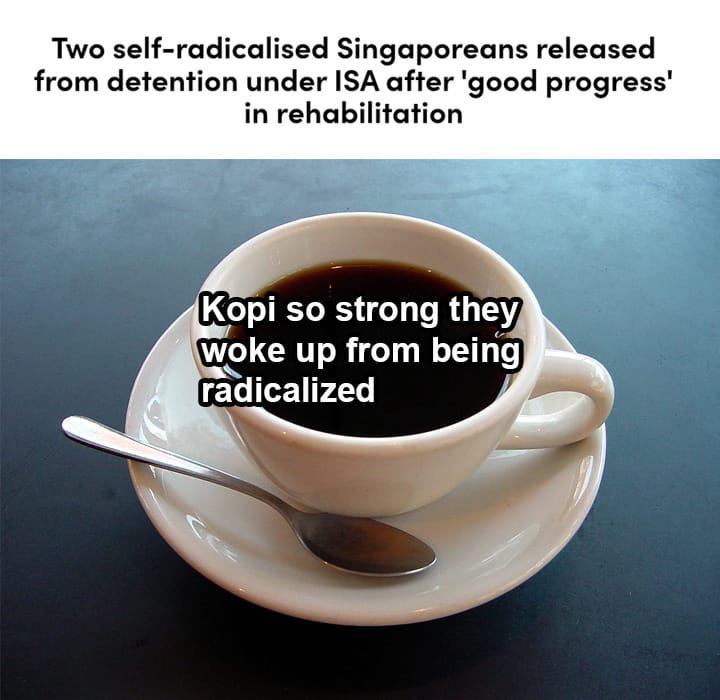 Two self-radicalised Singaporeans released
from detention under ISA after 'good progress'
in rehabilitation
Kopi so strong they
woke up from being
radicalized